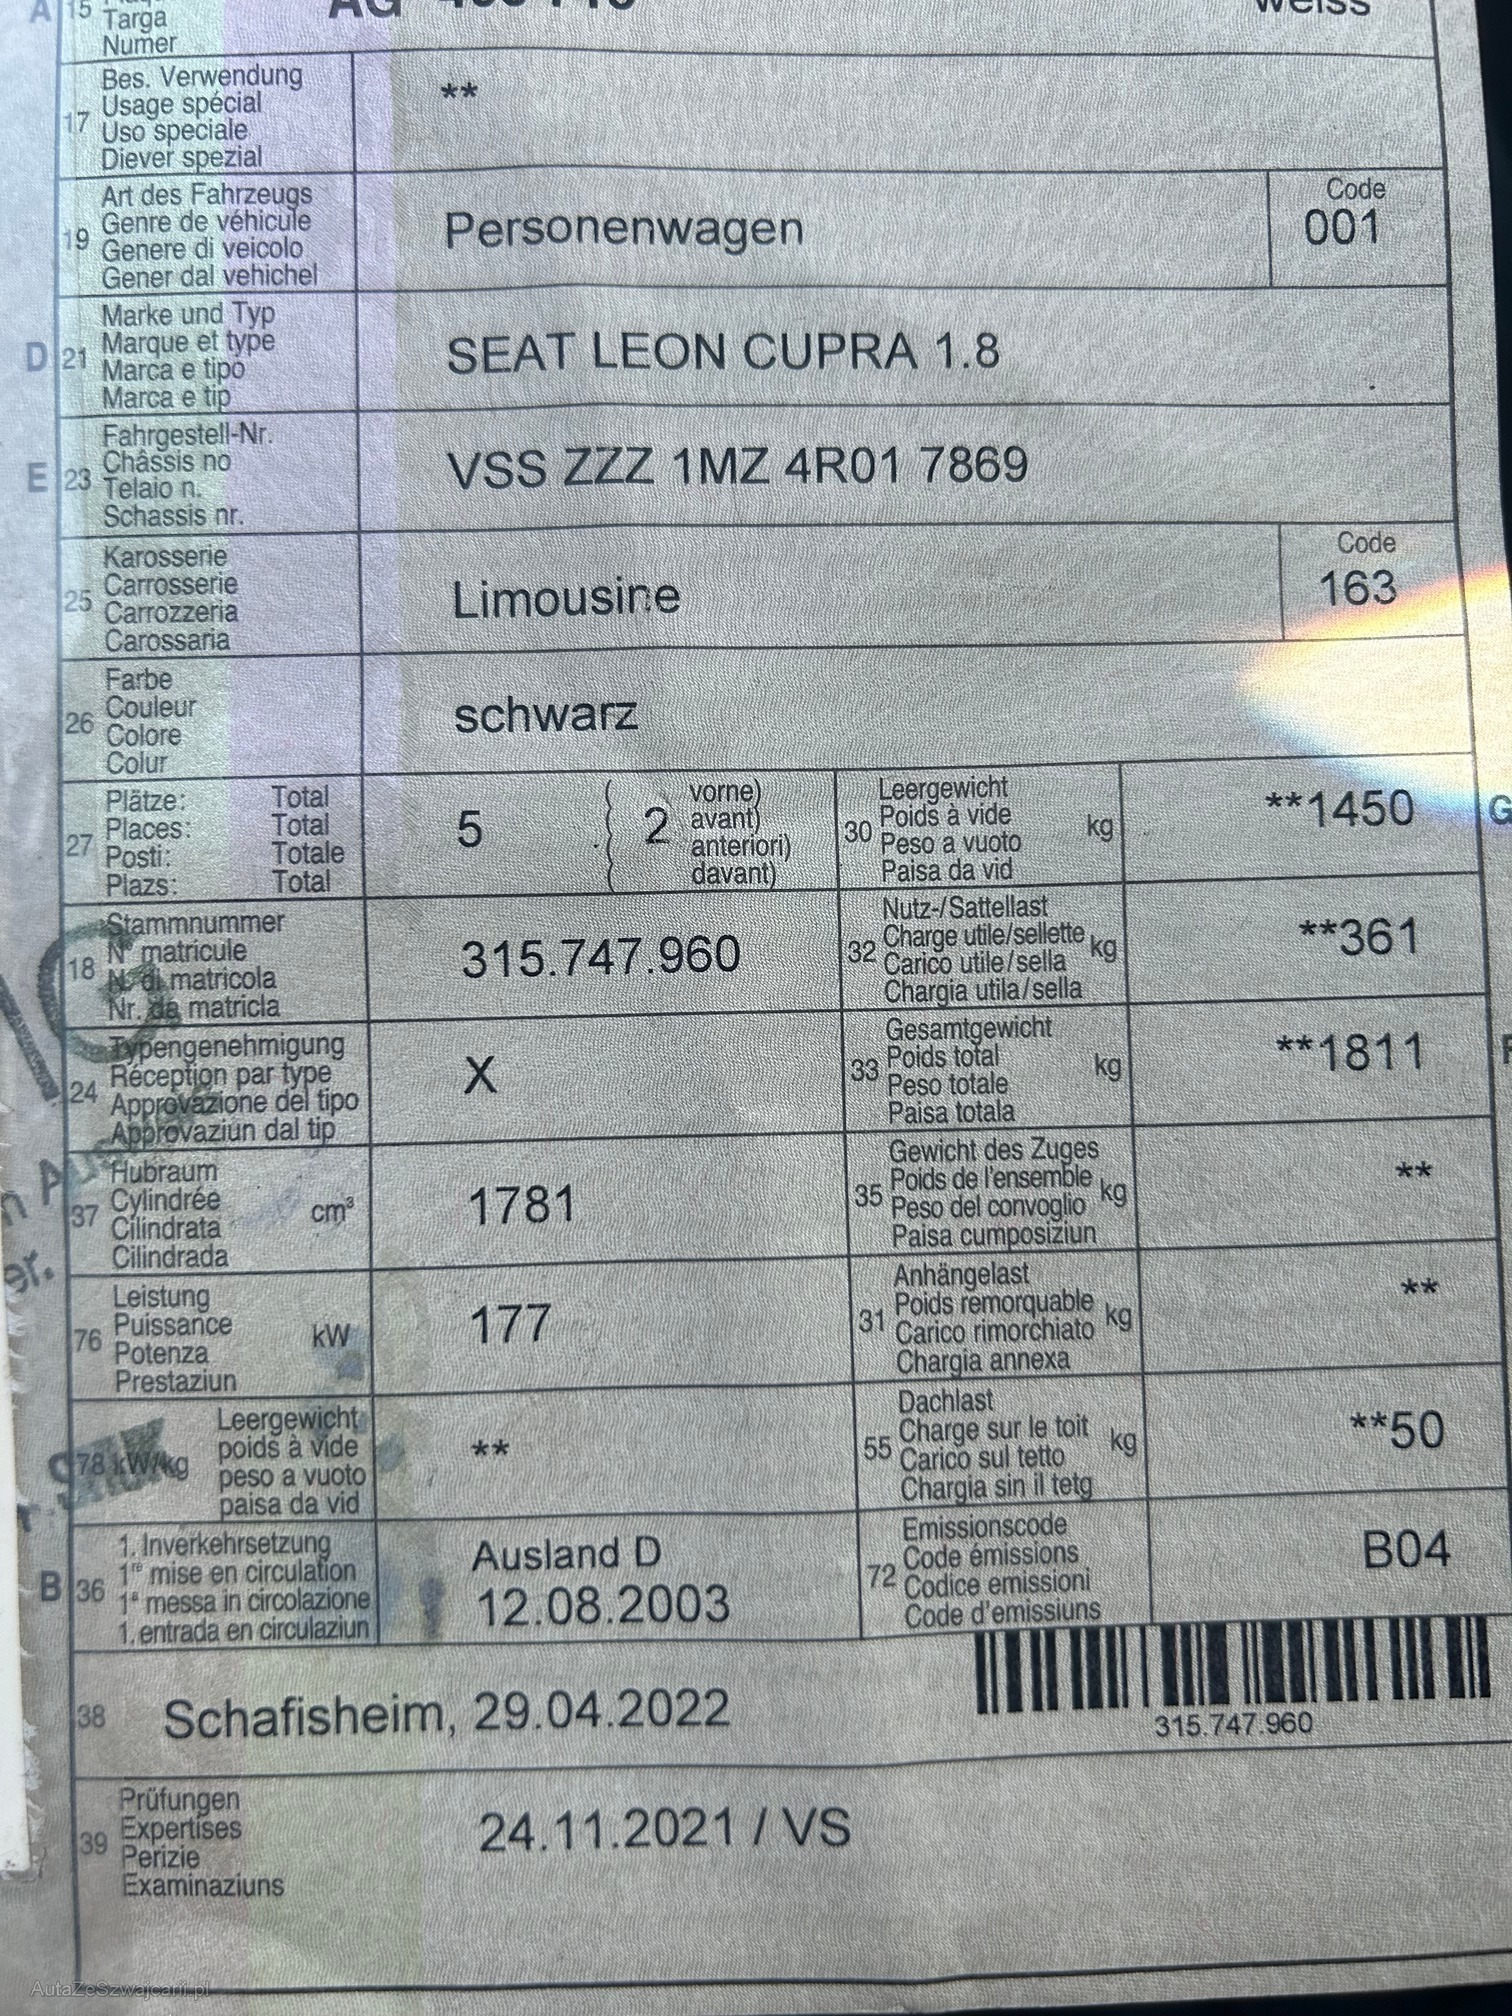 A 15 Targa
Numer
AG
weiss
17 Bes. Verwendung
Usage spécial
Uso speciale
Diever spezial
**
19 Art des Fahrzeugs
Genre de véhicule
Genere di veicolo
Gener dal vehichel
Personenwagen
Code
001
D 21 Marke und Typ
Marque et type
Marca e tipo
Marca e tip
SEAT LEON CUPRA 1.8
E 23 Fahrgestell-Nr.
Châssis no
Telaio n.
Schassis nr.
VSS ZZZ 1MZ 4R01 7869
25 Karosserie
Carrosserie
Carrozzeria
Carossaria
Limousine
Code
163
26 Farbe
Couleur
Colore
Colur
schwarz
27 Plätze: Total
Places: Total
Posti: Totale
Plazs: Total
5 ( 2 vorne)
avant)
anteriori)
davant)
30 Leergewicht
Poids à vide
Peso a vuoto
Paisa da vid
kg
**1450
G
18 Stammnummer
N° matricule
N. di matricola
Nr. da matricla
315.747.960
32 Nutz-/Sattellast
Charge utile/sellette
Carico utile/sella
Chargia utila/sella
kg
**361
24 Typengenehmigung
Réception par type
Approvazione del tipo
Approvaziun dal tip
X
33 Gesamtgewicht
Poids total
Peso totale
Paisa totala
kg
**1811
37 Hubraum
Cylindrée
Cilindrata
Cilindrada
cm³
1781
35 Gewicht des Zuges
Poids de l'ensemble
Peso del convoglio
Paisa cumposiziun
kg
**
76 Leistung
Puissance
Potenza
Prestaziun
kW
177
31 Anhängelast
Poids remorquable
Carico rimorchiato
Chargia annexa
kg
**
78 kW/kg Leergewicht
poids à vide
peso a vuoto
paisa da vid
**
55 Dachlast
Charge sur le toit
Carico sul tetto
Chargia sin il tetg
kg
**50
B 36 1. Inverkehrsetzung
1re mise en circulation
1a messa in circolazione
1. entrada en circulaziun
Ausland D
12.08.2003
72 Emissionscode
Code émissions
Codice emissioni
Code d'emissiuns
B04
38 Schafisheim, 29.04.2022
315.747.960
39 Prüfungen
Expertises
Perizie
Examinaziuns
24.11.2021 / VS
AutaZeSzwajcarii.pl